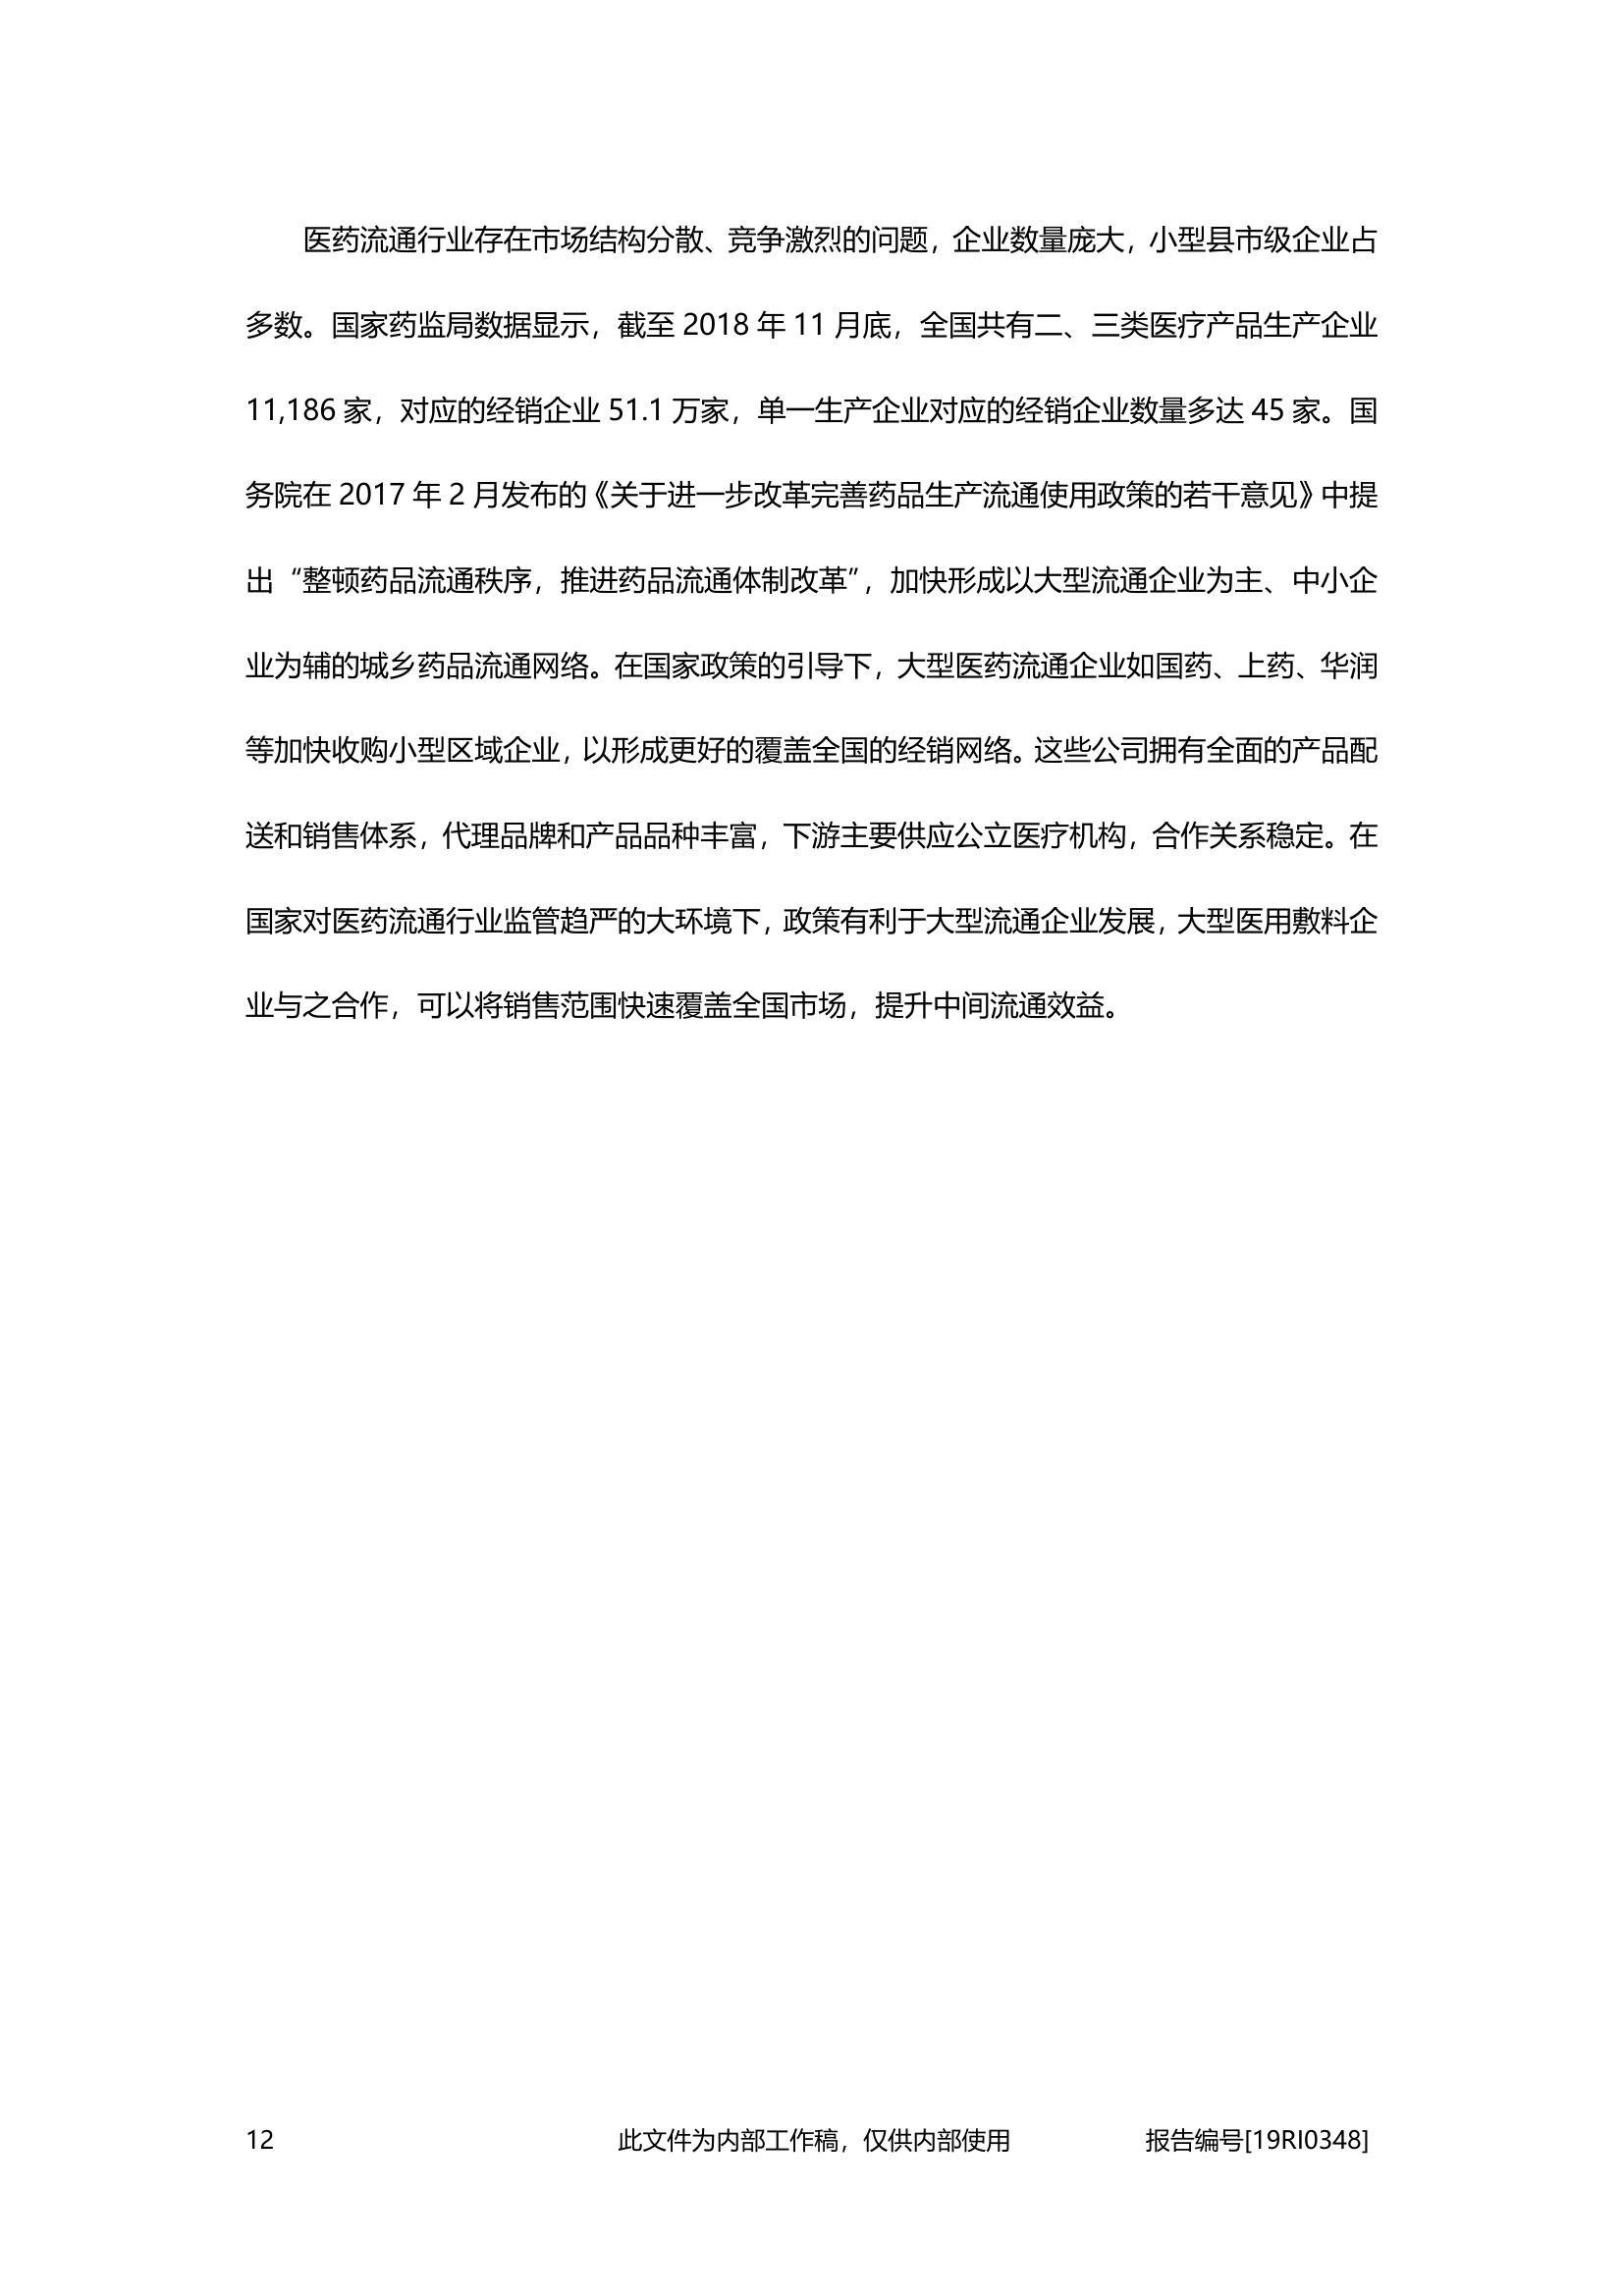 医药流通行业存在市场结构分散、竞争激烈的问题，企业数量庞大，小型县市级企业占
多数。国家药监局数据显示，截至 2018 年 11 月底，全国共有二、三类医疗产品生产企业
11,186 家，对应的经销企业 51.1 万家，单一生产企业对应的经销企业数量多达 45 家。国
务院在 2017 年 2 月发布的《关于进一步改革完善药品生产流通使用政策的若干意见》中提
出“整顿药品流通秩序，推进药品流通体制改革”，加快形成以大型流通企业为主、中小企
业为辅的城乡药品流通网络。在国家政策的引导下，大型医药流通企业如国药、上药、华润
等加快收购小型区域企业，以形成更好的覆盖全国的经销网络。这些公司拥有全面的产品配
送和销售体系，代理品牌和产品品种丰富，下游主要供应公立医疗机构，合作关系稳定。在
国家对医药流通行业监管趋严的大环境下，政策有利于大型流通企业发展，大型医用敷料企
业与之合作，可以将销售范围快速覆盖全国市场，提升中间流通效益。
12 此文件为内部工作稿，仅供内部使用 报告编号[19RI0348]